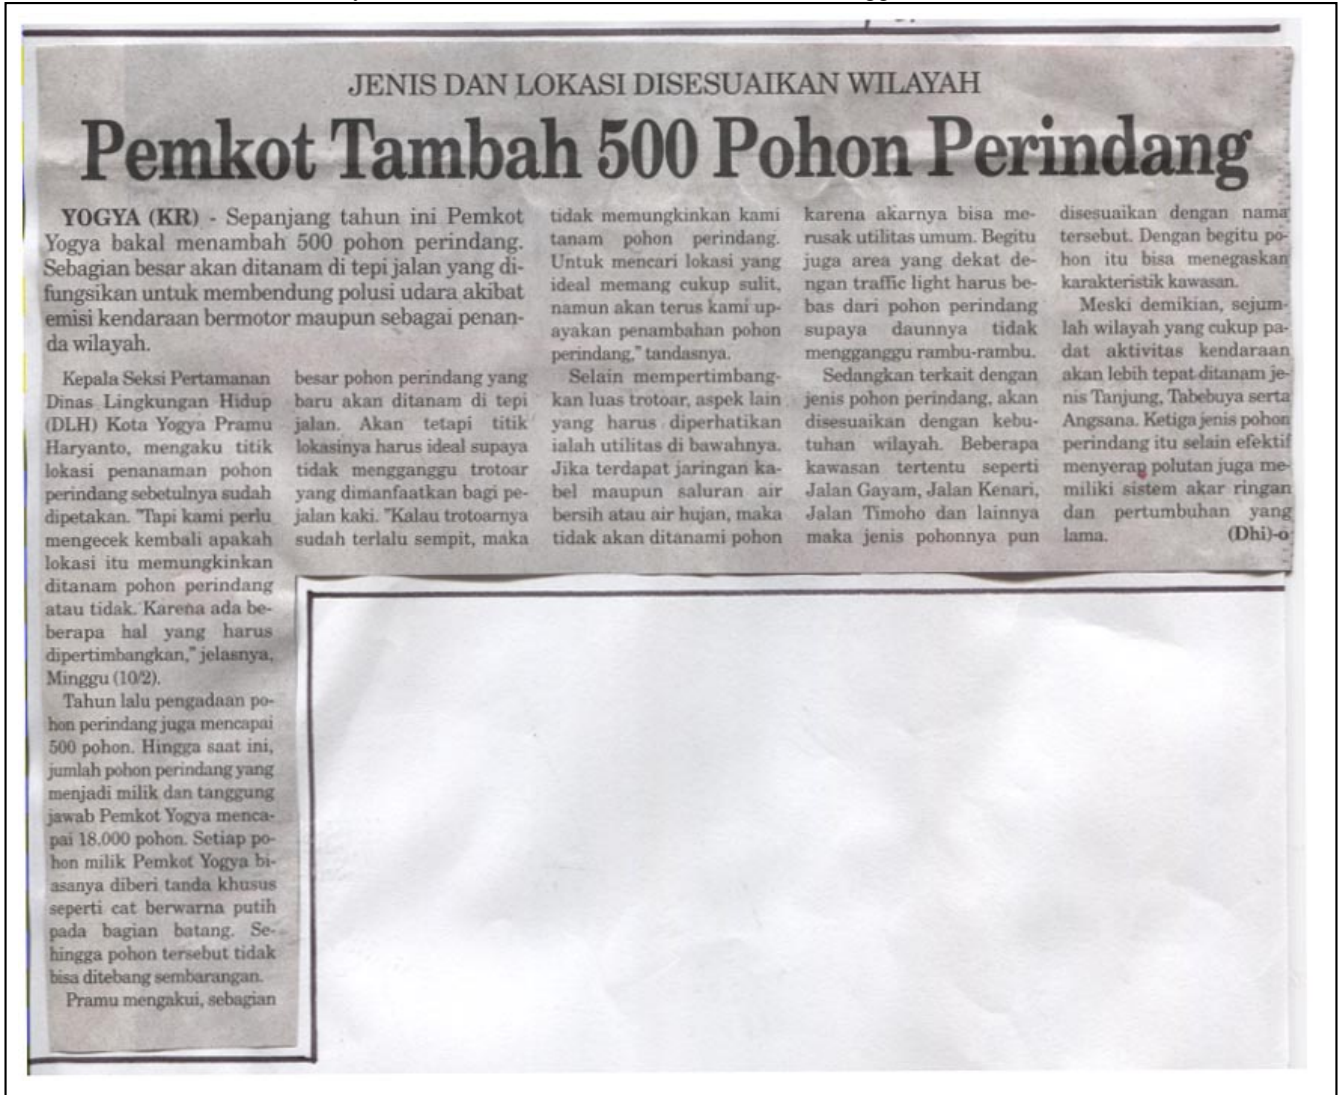 JENIS DAN LOKASI DISESUAIKAN WILAYAH
Pemkot Tambah 500 Pohon Perindang
YOGYA (KR) - Sepanjang tahun ini Pemkot
Yogya bakal menambah 500 pohon perindang.
Sebagian besar akan ditanam di tepi jalan yang di-
fungsikan untuk membendung polusi udara akibat
emisi kendaraan bermotor maupun sebagai penan-
da wilayah.
Kepala Seksi Pertamanan
Dinas Lingkungan Hidup
(DLH) Kota Yogya Pramu
Haryanto, mengaku titik
lokasi penanaman pohon
perindang sebetulnya sudah
dipetakan. "Tapi kami perlu
mengecek kembali apakah
lokasi itu memungkinkan
ditanam pohon perindang
atau tidak. Karena ada be-
berapa hal yang harus
dipertimbangkan," jelasnya,
Minggu (10/2).
Tahun lalu pengadaan po-
hon perindang juga mencapai
500 pohon. Hingga saat ini,
jumlah pohon perindang yang
menjadi milik dan tanggung
jawab Pemkot Yogya menca-
pai 18.000 pohon. Setiap po-
hon milik Pemkot Yogya bi-
asanya diberi tanda khusus
seperti cat berwarna putih
pada bagian batang. Se-
hingga pohon tersebut tidak
bisa ditebang sembarangan.
Pramu mengakui, sebagian
besar pohon perindang yang
baru akan ditanam di tepi
jalan. Akan tetapi titik
lokasinya harus ideal supaya
tidak mengganggu trotoar
yang dimanfaatkan bagi pe-
jalan kaki. "Kalau trotoarnya
sudah terlalu sempit, maka
tidak memungkinkan kami
tanam pohon perindang.
Untuk mencari lokasi yang
ideal memang cukup sulit,
namun akan terus kami up-
ayakan penambahan pohon
perindang," tandasnya.
Selain mempertimbang-
kan luas trotoar, aspek lain
yang harus diperhatikan
ialah utilitas di bawahnya.
Jika terdapat jaringan ka-
bel maupun saluran air
bersih atau air hujan, maka
tidak akan ditanami pohon
karena akarnya bisa me-
rusak utilitas umum. Begitu
juga area yang dekat de-
ngan traffic light harus be-
bas dari pohon perindang
supaya daunnya tidak
mengganggu rambu-rambu.
Sedangkan terkait dengan
jenis pohon perindang, akan
disesuaikan dengan kebu-
tuhan wilayah. Beberapa
kawasan tertentu seperti
Jalan Gayam, Jalan Kenari,
Jalan Timoho dan lainnya
maka jenis pohonnya pun
disesuaikan dengan nama
tersebut. Dengan begitu po-
hon itu bisa menegaskan
karakteristik kawasan.
Meski demikian, sejum-
lah wilayah yang cukup pa-
dat aktivitas kendaraan
akan lebih tepat ditanam je-
nis Tanjung, Tabebuya serta
Angsana. Ketiga jenis pohon
perindang itu selain efektif
menyerap polutan juga me-
miliki sistem akar ringan
dan pertumbuhan yang
lama. (Dhi)-o